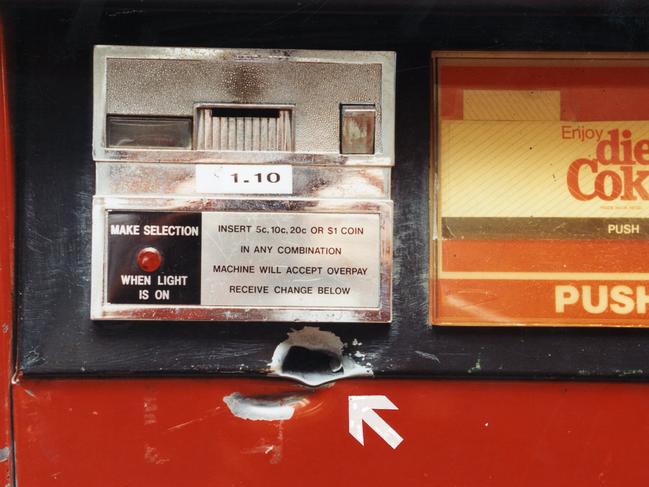 1.10
MAKE SELECTION
WHEN LIGHT
IS ON
INSERT 5c, 10c, 20c OR $1 COIN
IN ANY COMBINATION
MACHINE WILL ACCEPT OVERPAY
RECEIVE CHANGE BELOW
Enjoy
die
Coke
PUSH
PUSH